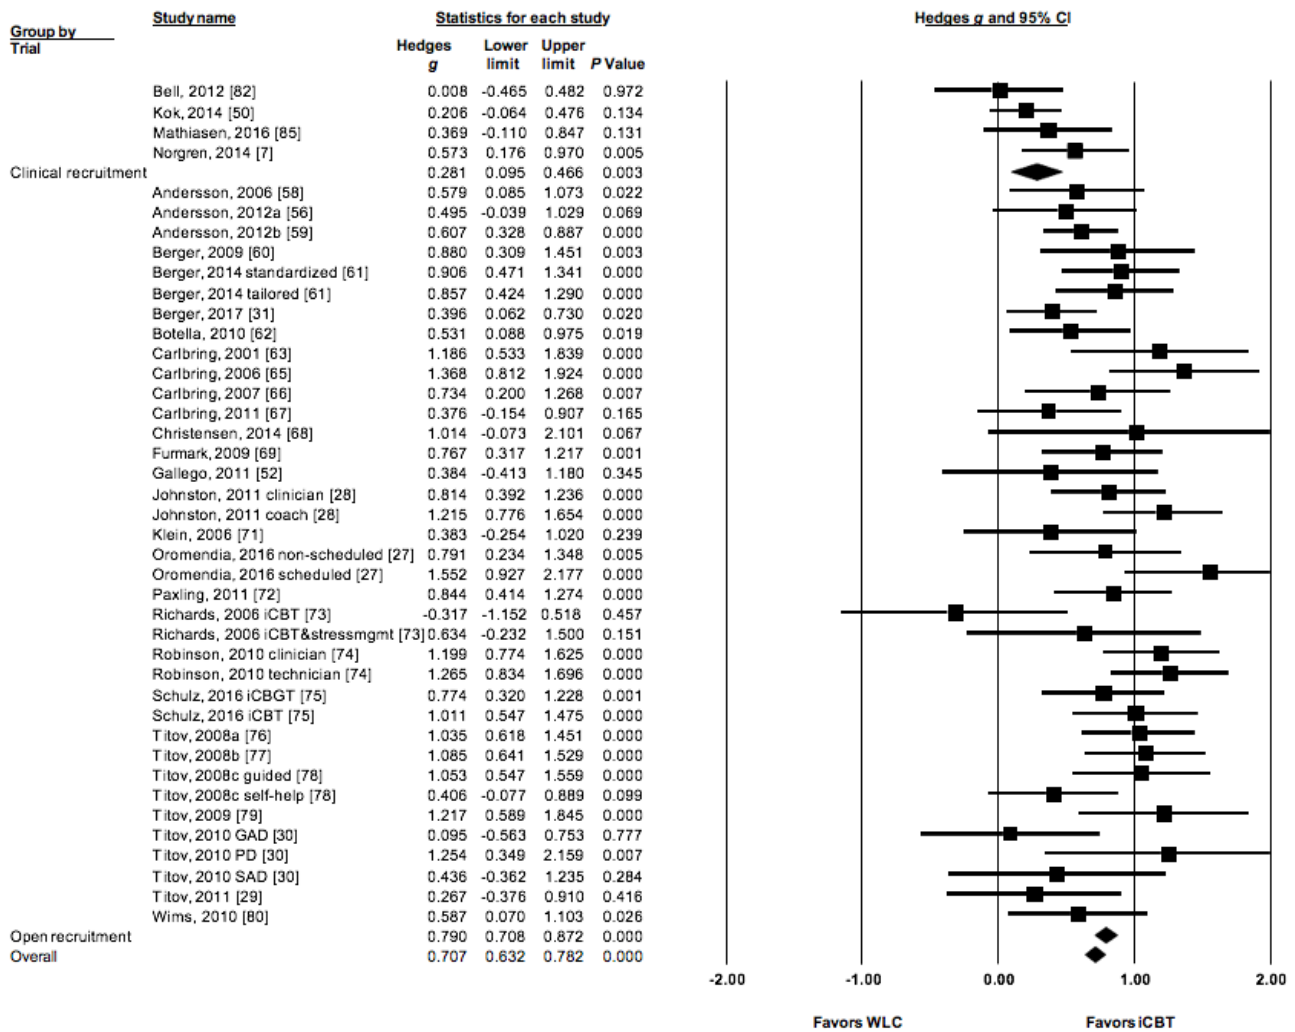 Study name Statistics for each study Hedges g and 95% CI
Group by
Trial
Hedges Lower Upper
g limit limit P Value
Bell, 2012 [82] 0.008 -0.465 0.482 0.972
Kok, 2014 [50] 0.206 -0.064 0.476 0.134
Mathiasen, 2016 [85] 0.369 -0.110 0.847 0.131
Norgren, 2014 [7] 0.573 0.176 0.970 0.005
Clinical recruitment 0.281 0.095 0.466 0.003
Andersson, 2006 [58] 0.579 0.085 1.073 0.022
Andersson, 2012a [56] 0.495 -0.039 1.029 0.069
Andersson, 2012b [59] 0.607 0.328 0.887 0.000
Berger, 2009 [60] 0.880 0.309 1.451 0.003
Berger, 2014 standardized [61] 0.906 0.471 1.341 0.000
Berger, 2014 tailored [61] 0.857 0.424 1.290 0.000
Berger, 2017 [31] 0.396 0.062 0.730 0.020
Botella, 2010 [62] 0.531 0.088 0.975 0.019
Carlbring, 2001 [63] 1.186 0.533 1.839 0.000
Carlbring, 2006 [65] 1.368 0.812 1.924 0.000
Carlbring, 2007 [66] 0.734 0.200 1.268 0.007
Carlbring, 2011 [67] 0.376 -0.154 0.907 0.165
Christensen, 2014 [68] 1.014 -0.073 2.101 0.067
Furmark, 2009 [69] 0.767 0.317 1.217 0.001
Gallego, 2011 [52] 0.384 -0.413 1.180 0.345
Johnston, 2011 clinician [28] 0.814 0.392 1.236 0.000
Johnston, 2011 coach [28] 1.215 0.776 1.654 0.000
Klein, 2006 [71] 0.383 -0.254 1.020 0.239
Oromendia, 2016 non-scheduled [27] 0.791 0.234 1.348 0.005
Oromendia, 2016 scheduled [27] 1.552 0.927 2.177 0.000
Paxling, 2011 [72] 0.844 0.414 1.274 0.000
Richards, 2006 iCBT [73] -0.317 -1.152 0.518 0.457
Richards, 2006 iCBT&stressmgmt [73] 0.634 -0.232 1.500 0.151
Robinson, 2010 clinician [74] 1.199 0.774 1.625 0.000
Robinson, 2010 technician [74] 1.265 0.834 1.696 0.000
Schulz, 2016 iCBGT [75] 0.774 0.320 1.228 0.001
Schulz, 2016 iCBT [75] 1.011 0.547 1.475 0.000
Titov, 2008a [76] 1.035 0.618 1.451 0.000
Titov, 2008b [77] 1.085 0.641 1.529 0.000
Titov, 2008c guided [78] 1.053 0.547 1.559 0.000
Titov, 2008c self-help [78] 0.406 -0.077 0.889 0.099
Titov, 2009 [79] 1.217 0.589 1.845 0.000
Titov, 2010 GAD [30] 0.095 -0.563 0.753 0.777
Titov, 2010 PD [30] 1.254 0.349 2.159 0.007
Titov, 2010 SAD [30] 0.436 -0.362 1.235 0.284
Titov, 2011 [29] 0.267 -0.376 0.910 0.416
Wims, 2010 [80] 0.587 0.070 1.103 0.026
Open recruitment 0.790 0.708 0.872 0.000
Overall 0.707 0.632 0.782 0.000
-2.00 -1.00 0.00 1.00 2.00
Favors WLC Favors iCBT